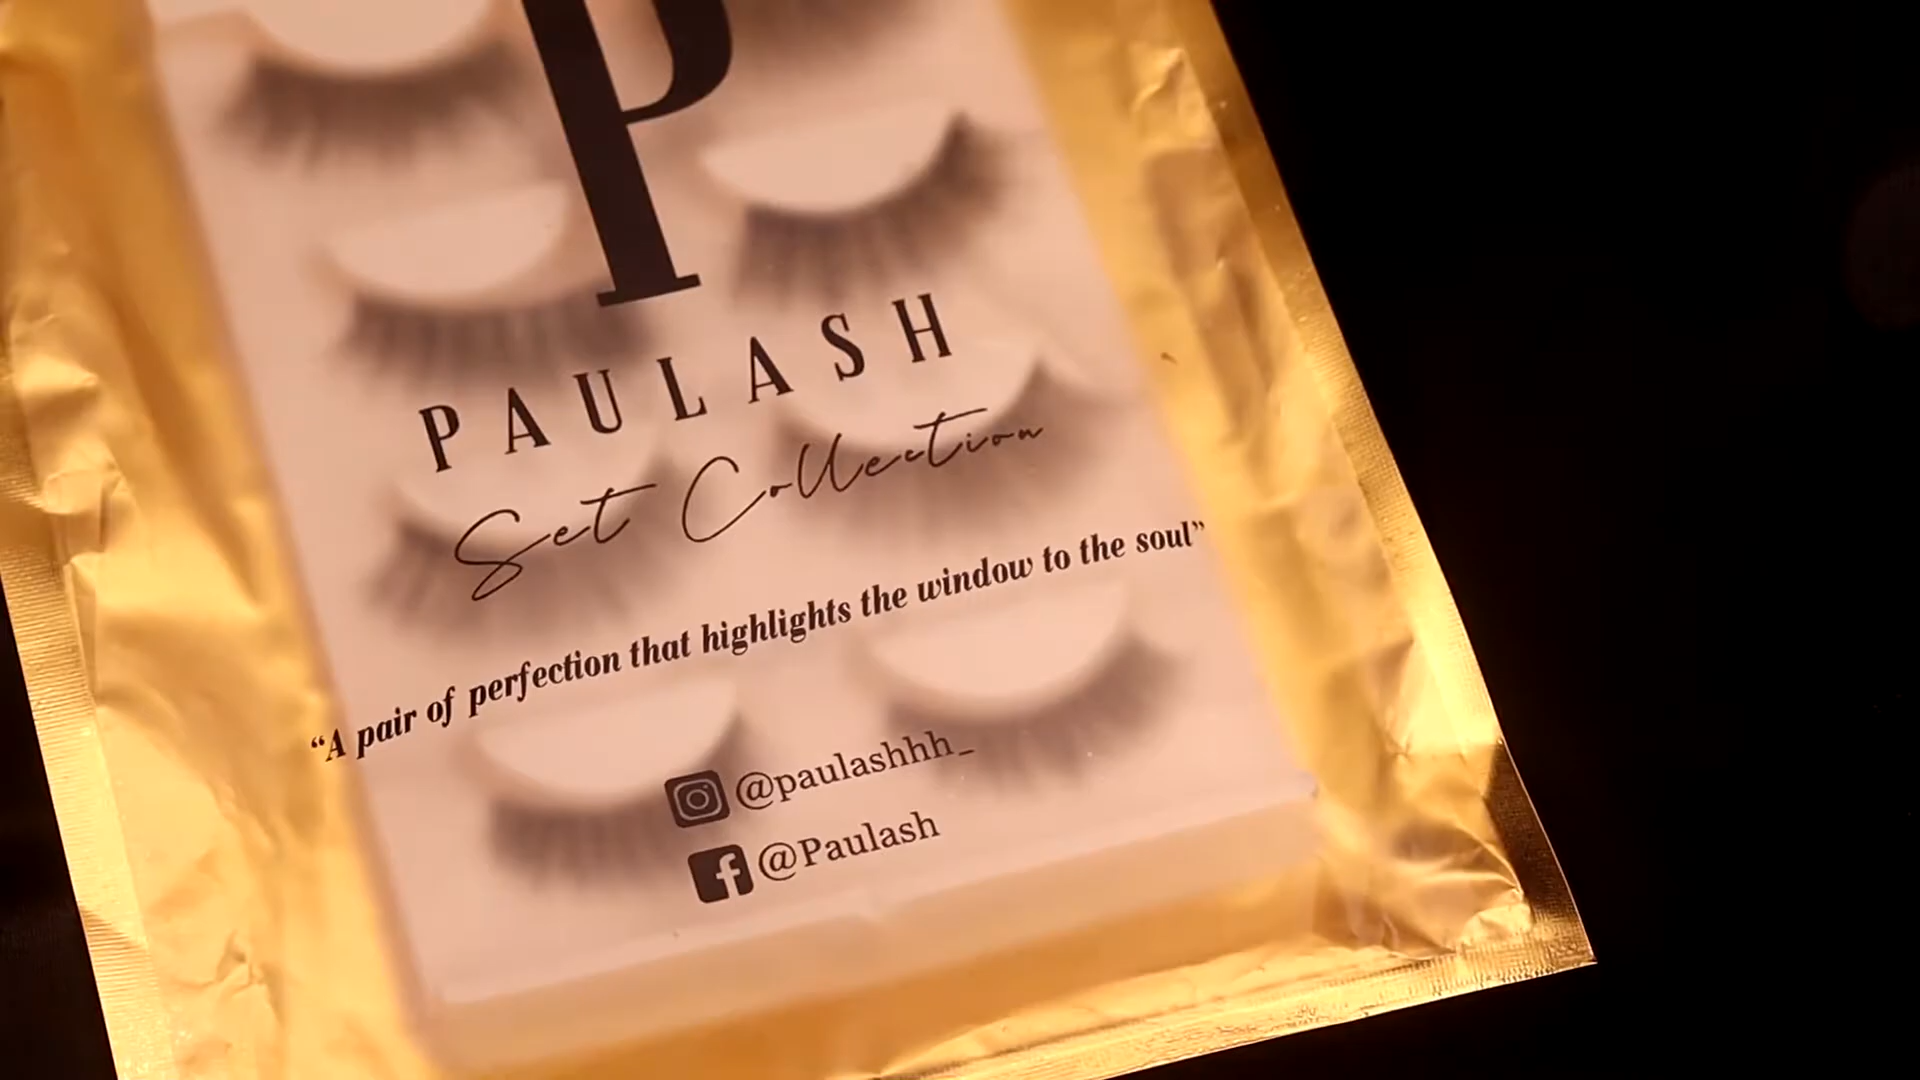 P
PAULASH
Set Collection
“A pair of perfection that highlights the window to the soul”
@paulashhh_
@Paulash